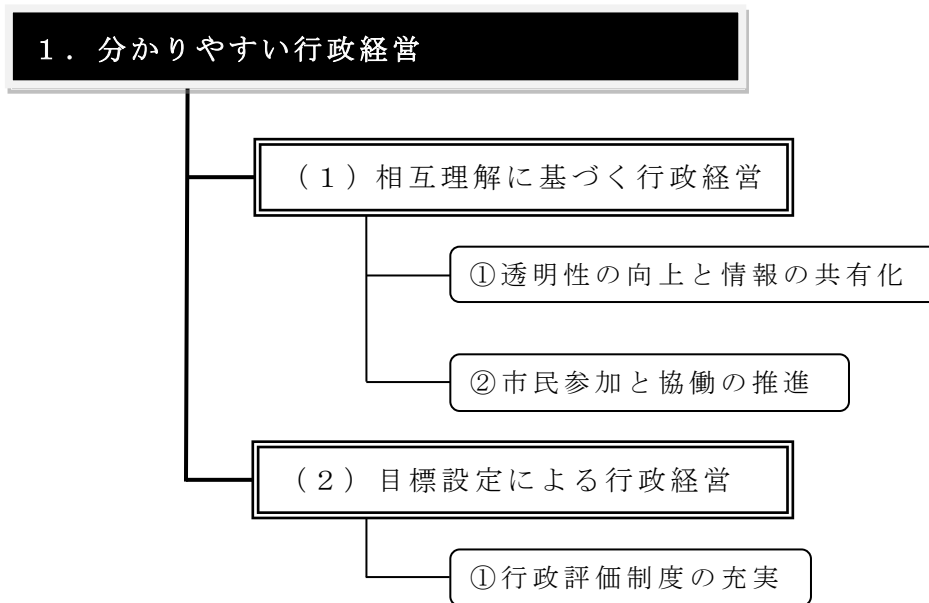 １．分かりやすい行政経営
（１）相互理解に基づく行政経営
①透明性の向上と情報の共有化
②市民参加と協働の推進
（２）目標設定による行政経営
①行政評価制度の充実